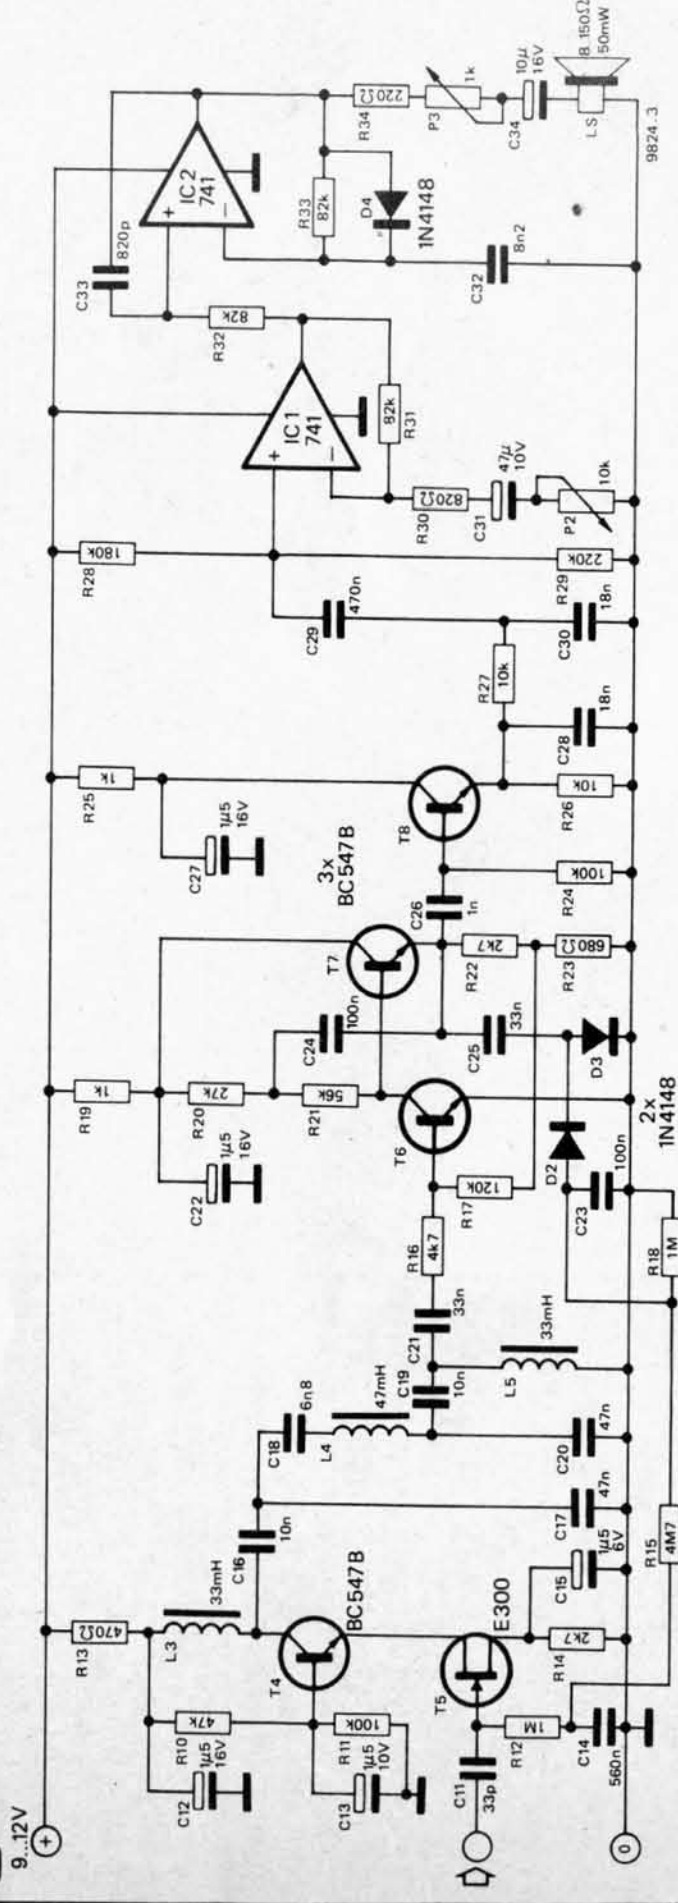 9...12V
+
R13
470Ω
L3
33mH
R10
47k
C12
1µ5
16V
R11
100k
C13
1µ5
10V
T4
BC547B
T5
E300
C11
33p
R12
1M
C14
560n
R14
2k7
C15
1µ5
6V
0
C16
10n
C17
47n
C18
6n8
L4
47mH
C19
10n
C20
47n
L5
33mH
C21
33n
R15
4M7
R16
4k7
R17
120k
R18
1M
R19
1k
C22
1µ5
16V
R20
27k
R21
56k
T6
C24
100n
T7
C25
33n
D2
D3
C23
100n
2x
1N4148
R22
2k7
R23
680Ω
C26
1n
3x
BC547B
R24
100k
T8
R25
1k
C27
1µ5
16V
R26
10k
C28
18n
R27
10k
C29
470n
C30
18n
R28
180k
R29
220k
+
−
IC1
741
R30
820Ω
R31
82k
C31
47µ
10V
P2
10k
R32
82k
C33
820p
+
−
IC2
741
R33
82k
D4
1N4148
C32
8n2
R34
220Ω
P3
1k
C34
10µ
16V
LS
8...150Ω
50mW
9824 . 3